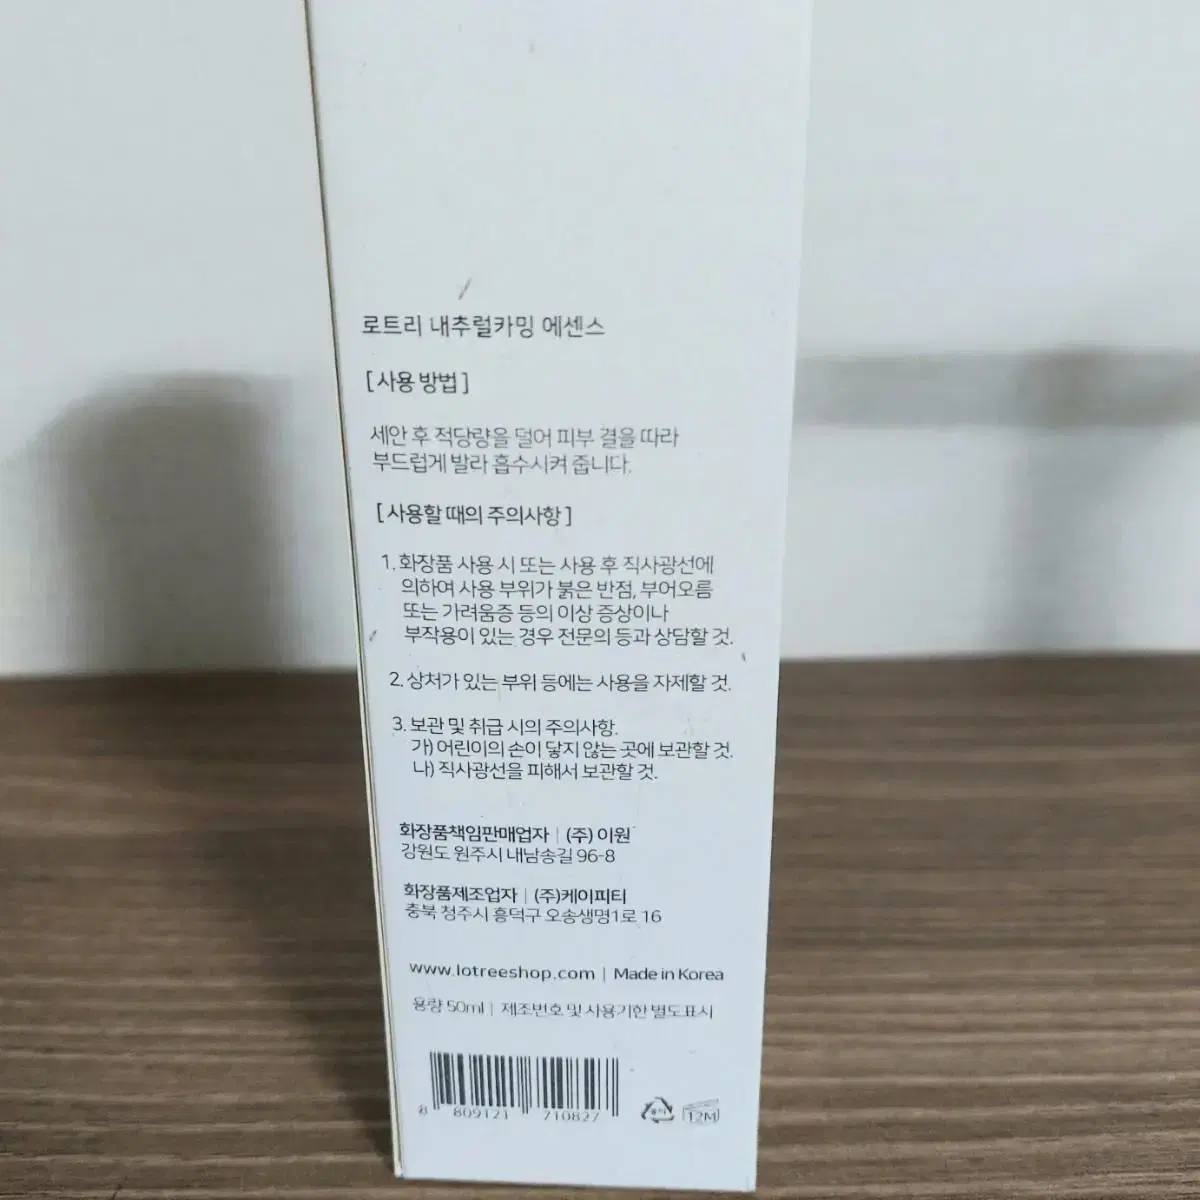 로트리 내추럴카밍 에센스
[사용 방법]
세안 후 적당량을 덜어 피부 결을 따라
부드럽게 발라 흡수시켜 줍니다.
[사용할 때의 주의사항]
1. 화장품 사용 시 또는 사용 후 직사광선에
의하여 사용 부위가 붉은 반점, 부어오름
또는 가려움증 등의 이상 증상이나
부작용이 있는 경우 전문의 등과 상담할 것.
2. 상처가 있는 부위 등에는 사용을 자제할 것.
3. 보관 및 취급 시의 주의사항.
가) 어린이의 손이 닿지 않는 곳에 보관할 것.
나) 직사광선을 피해서 보관할 것.
화장품책임판매업자 | (주) 이원
강원도 원주시 내남송길 96-8
화장품제조업자 | (주)케이피티
충북 청주시 흥덕구 오송생명1로 16
www.lotreeshop.com | Made in Korea
용량 50ml | 제조번호 및 사용기한 별도표시
8 809121 710827
종이
12M